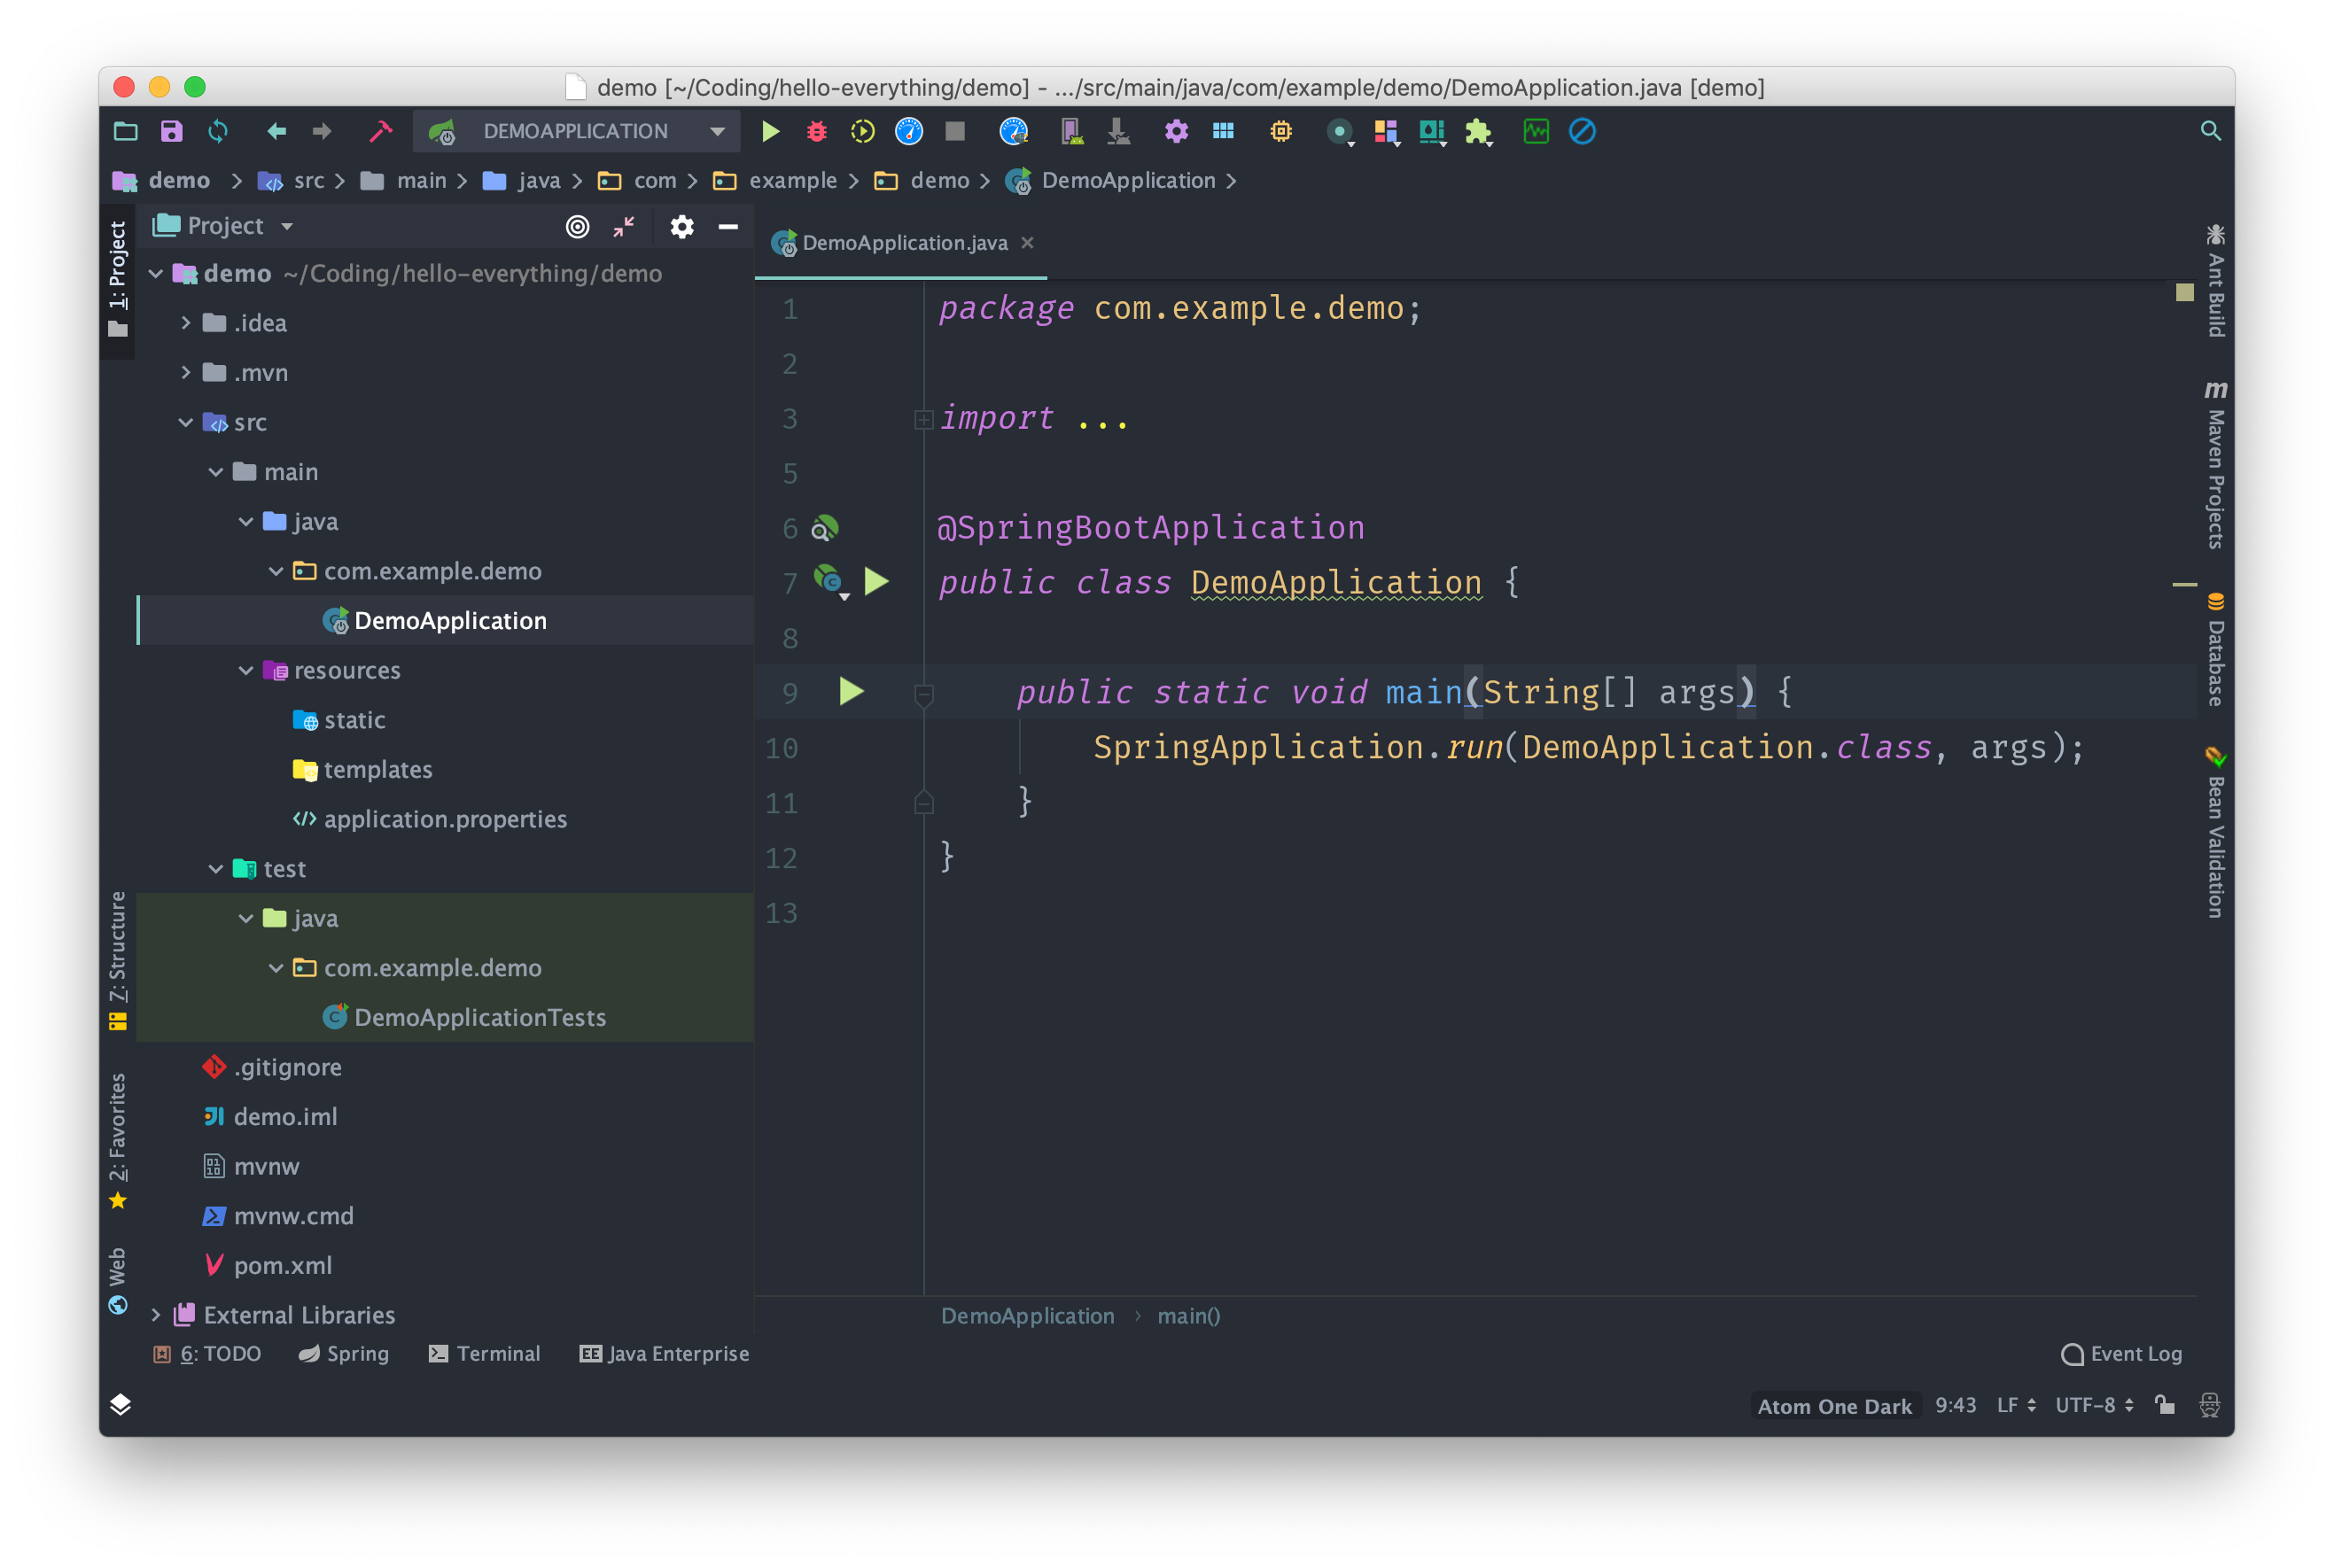 demo [~/Coding/hello-everything/demo] - .../src/main/java/com/example/demo/DemoApplication.java [demo]
DEMOAPPLICATION
demo > src > main > java > com > example > demo > DemoApplication >
1: Project
7: Structure
2: Favorites
Web
Project
demo ~/Coding/hello-everything/demo
.idea
.mvn
src
main
java
com.example.demo
DemoApplication
resources
static
templates
application.properties
test
java
com.example.demo
DemoApplicationTests
.gitignore
demo.iml
mvnw
mvnw.cmd
pom.xml
External Libraries
DemoApplication.java
1 package com.example.demo;
2
3 import ...
5
6 @SpringBootApplication
7 public class DemoApplication {
8
9 public static void main(String[] args) {
10 SpringApplication.run(DemoApplication.class, args);
11 }
12 }
13
DemoApplication › main()
Ant Build
m Maven Projects
Database
Bean Validation
6: TODO Spring Terminal EE Java Enterprise Event Log
Atom One Dark 9:43 LF UTF-8